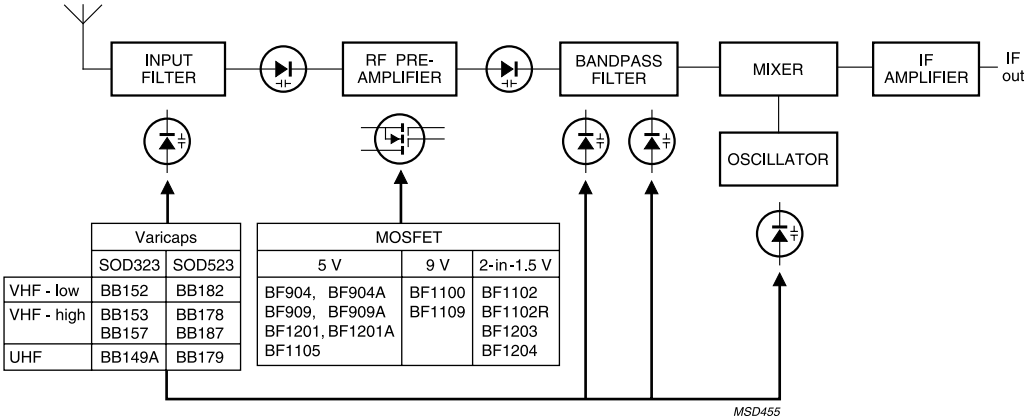 INPUT
FILTER
RF PRE-
AMPLIFIER
BANDPASS
FILTER
MIXER
IF
AMPLIFIER
IF
out
OSCILLATOR
Varicaps
SOD323 SOD523
VHF - low BB152 BB182
VHF - high BB153 BB178
BB157 BB187
UHF BB149A BB179
MOSFET
5 V 9 V 2-in-1.5 V
BF904, BF904A BF1100 BF1102
BF909, BF909A BF1109 BF1102R
BF1201, BF1201A BF1203
BF1105 BF1204
MSD455